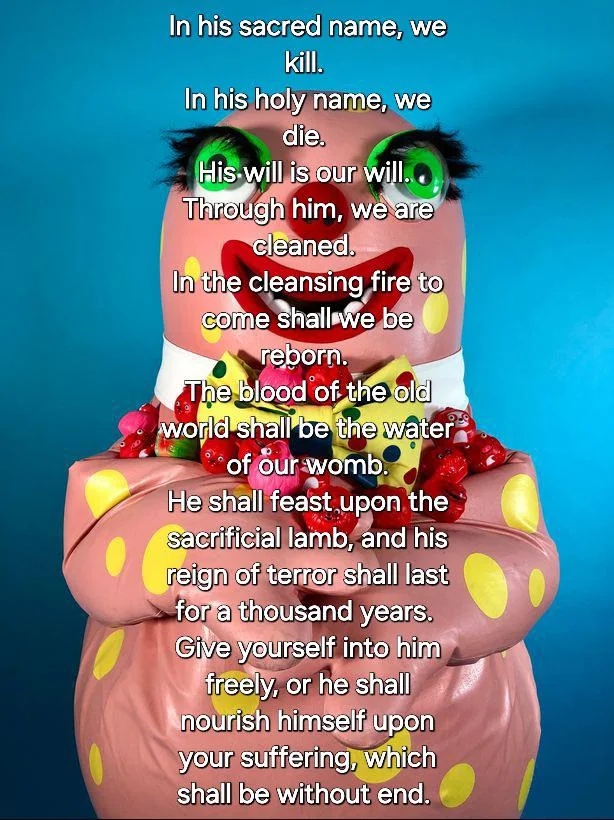 In his sacred name, we
kill.
In his holy name, we
die.
His will is our will.
Through him, we are
cleaned.
In the cleansing fire to
come shall we be
reborn.
The blood of the old
world shall be the water
of our womb.
He shall feast upon the
sacrificial lamb, and his
reign of terror shall last
for a thousand years.
Give yourself into him
freely, or he shall
nourish himself upon
your suffering, which
shall be without end.